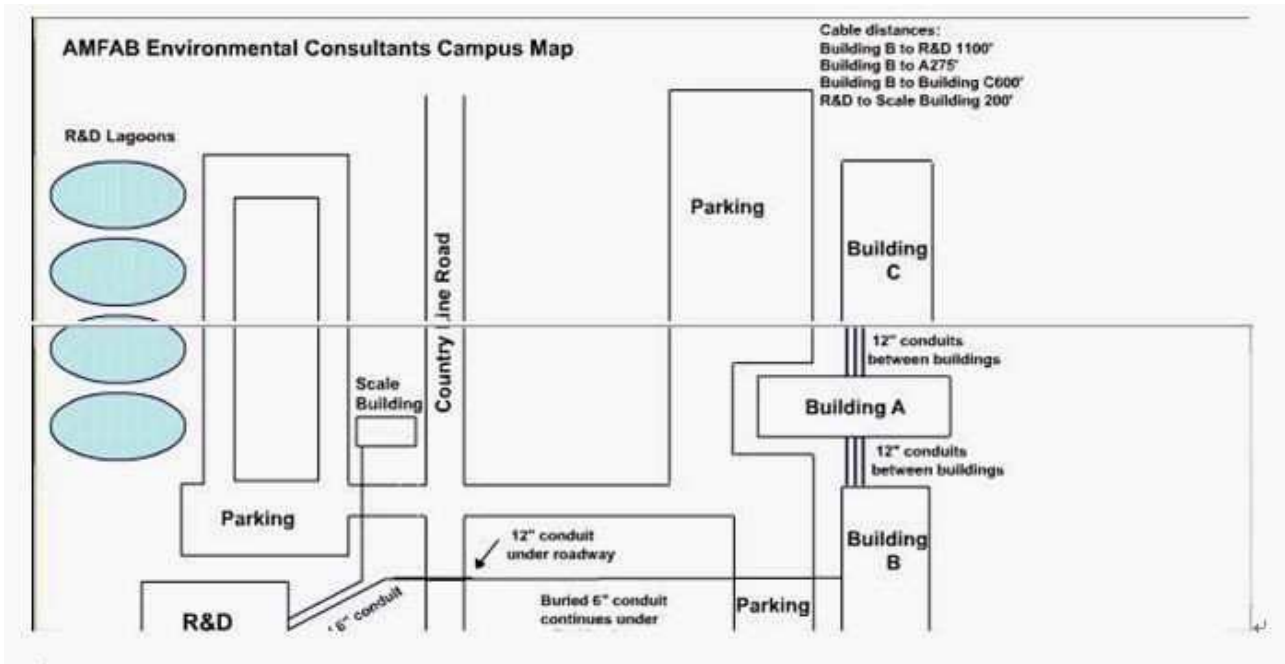 AMFAB Environmental Consultants Campus Map
Cable distances:
Building B to R&D 1100'
Building B to A275'
Building B to Building C600'
R&D to Scale Building 200'
R&D Lagoons
Parking
Building
C
Country Line Road
12" conduits
between buildings
Scale
Building
Building A
12" conduits
between buildings
Parking
12" conduit
under roadway
Building
B
R&D
6" conduit
Buried 6" conduit
continues under
Parking